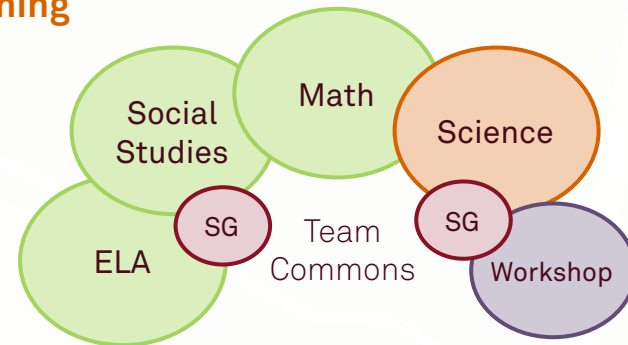 ning
Math
Social
Studies
Science
SG
SG
Team
Commons
ELA
Workshop